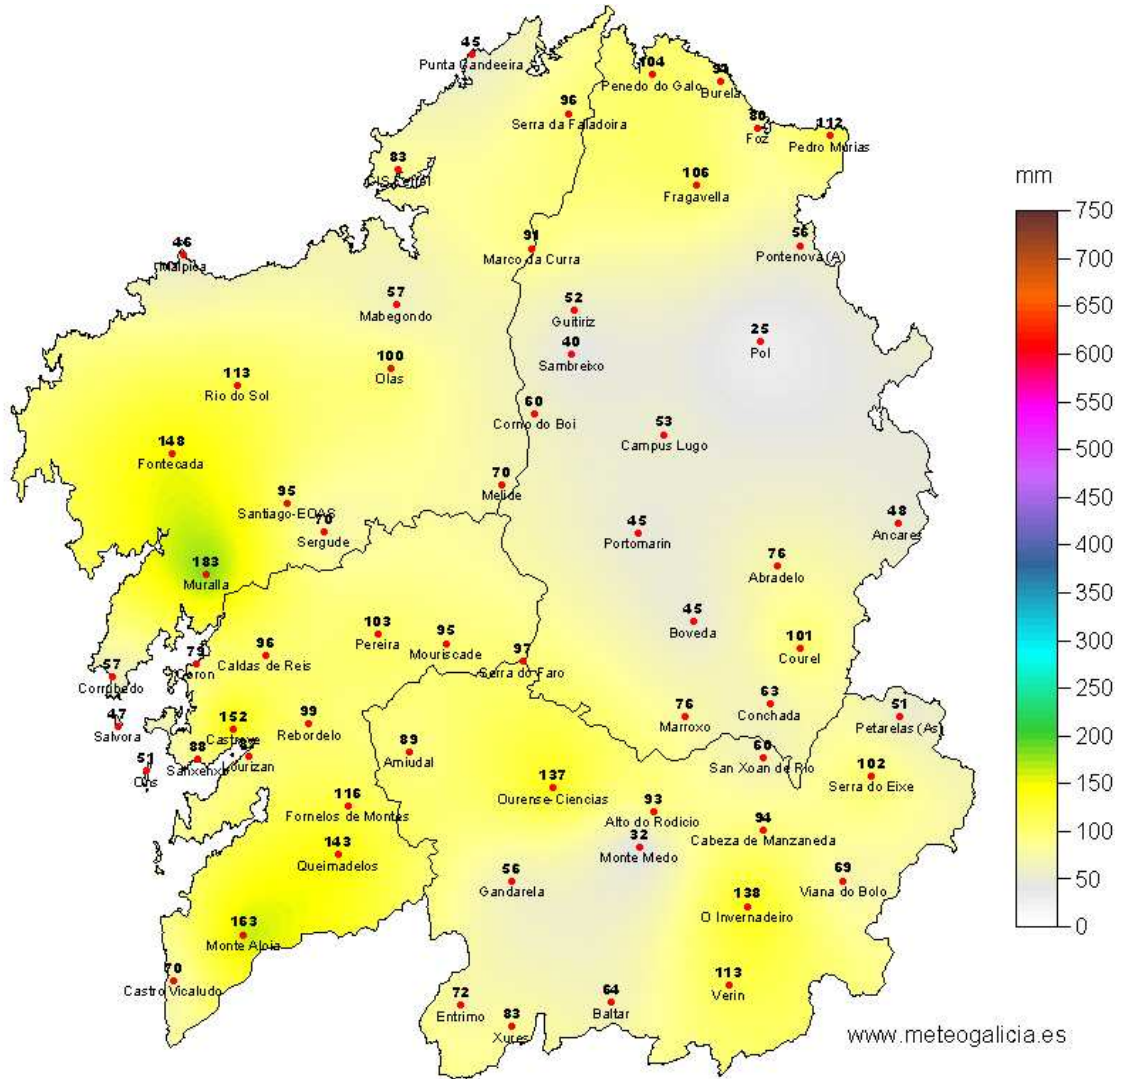 45
Punta Candeeira
104
Penedo do Galo
Burela
96
Serra da Faladoira
80
Foz
112
Pedro Murias
83
CIS Ferrol
106
Fragavella
mm
750
700
650
600
550
500
450
400
350
300
250
200
150
100
50
0
46
Malpica
91
Marco da Curra
56
Pontenova (A)
57
Mabegondo
52
Guitiriz
40
Sambreixo
25
Pol
100
Olas
113
Rio do Sol
60
Corno do Boi
53
Campus Lugo
148
Fontecada
70
Melide
95
Santiago-EOAS
70
Sergude
45
Portomarin
48
Ancares
183
Muralla
76
Abradelo
45
Boveda
103
Pereira
95
Mouriscade
97
Serra do Faro
101
Courel
96
Caldas de Reis
57
Corrubedo
47
Salvora
152
99
Rebordelo
76
Marroxo
63
Conchada
51
Petarelas (As)
88
Sanxenxo
51
89
Amiudal
60
San Xoan de Rio
102
Serra do Eixe
137
Ourense-Ciencias
116
Fornelos de Montes
93
Alto do Rodicio
94
Cabeza de Manzaneda
32
Monte Medo
143
Queimadelos
56
Gandarela
69
Viana do Bolo
138
O Invernadeiro
163
Monte Aloia
70
Castro Vicaludo
113
Verin
72
Entrimo
83
Xures
64
Baltar
www.meteogalicia.es